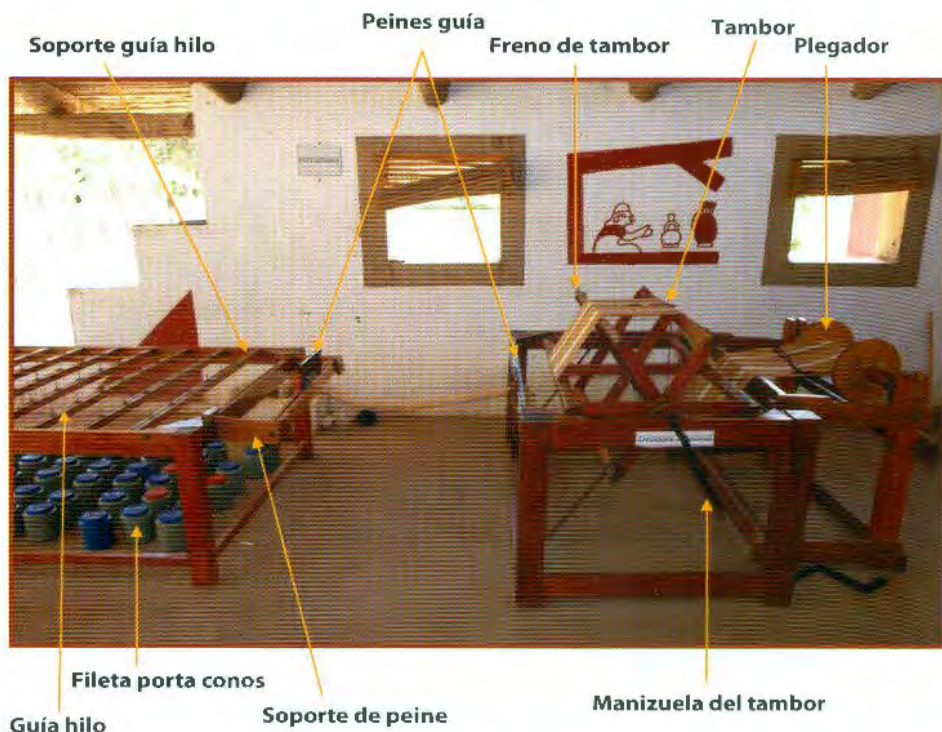 Peines guía
Soporte guía hilo
Freno de tambor
Tambor
Plegador
Fileta porta conos
Guía hilo
Soporte de peine
Manizuela del tambor